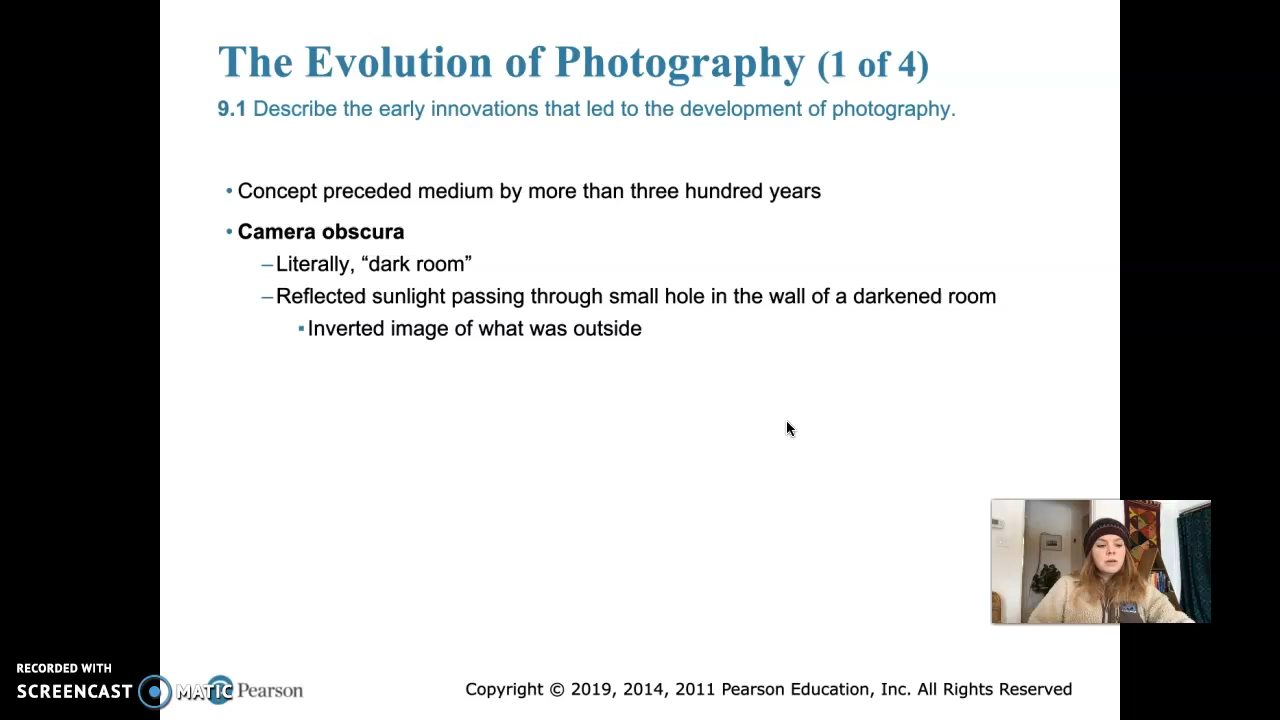 The Evolution of Photography (1 of 4)
9.1 Describe the early innovations that led to the development of photography.
• Concept preceded medium by more than three hundred years
• Camera obscura
–Literally, “dark room”
–Reflected sunlight passing through small hole in the wall of a darkened room
▪Inverted image of what was outside
RECORDED WITH
SCREENCAST MATIC
Pearson
Copyright © 2019, 2014, 2011 Pearson Education, Inc. All Rights Reserved